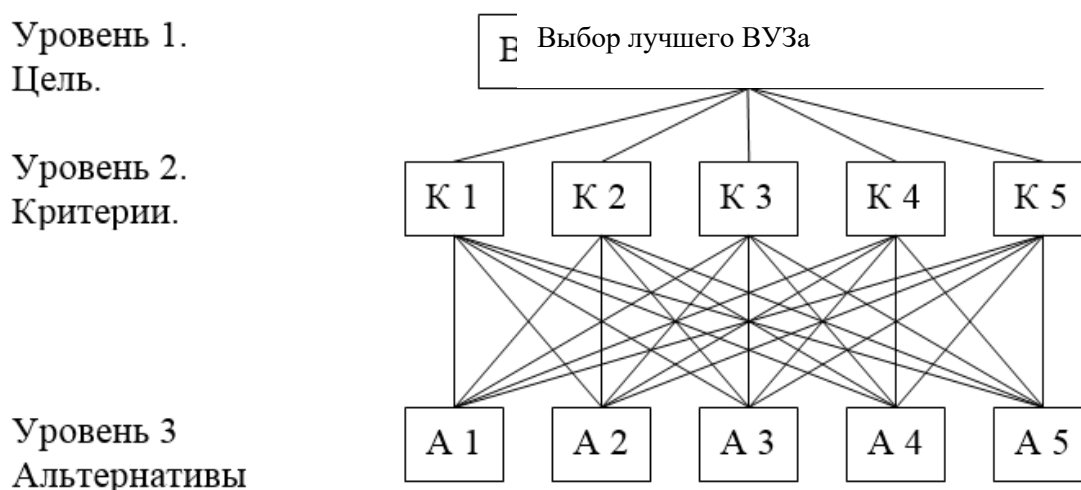 Уровень 1.
Цель.
В Выбор лучшего ВУЗа
Уровень 2.
Критерии.
К 1 К 2 К 3 К 4 К 5
Уровень 3
Альтернативы
А 1 А 2 А 3 А 4 А 5